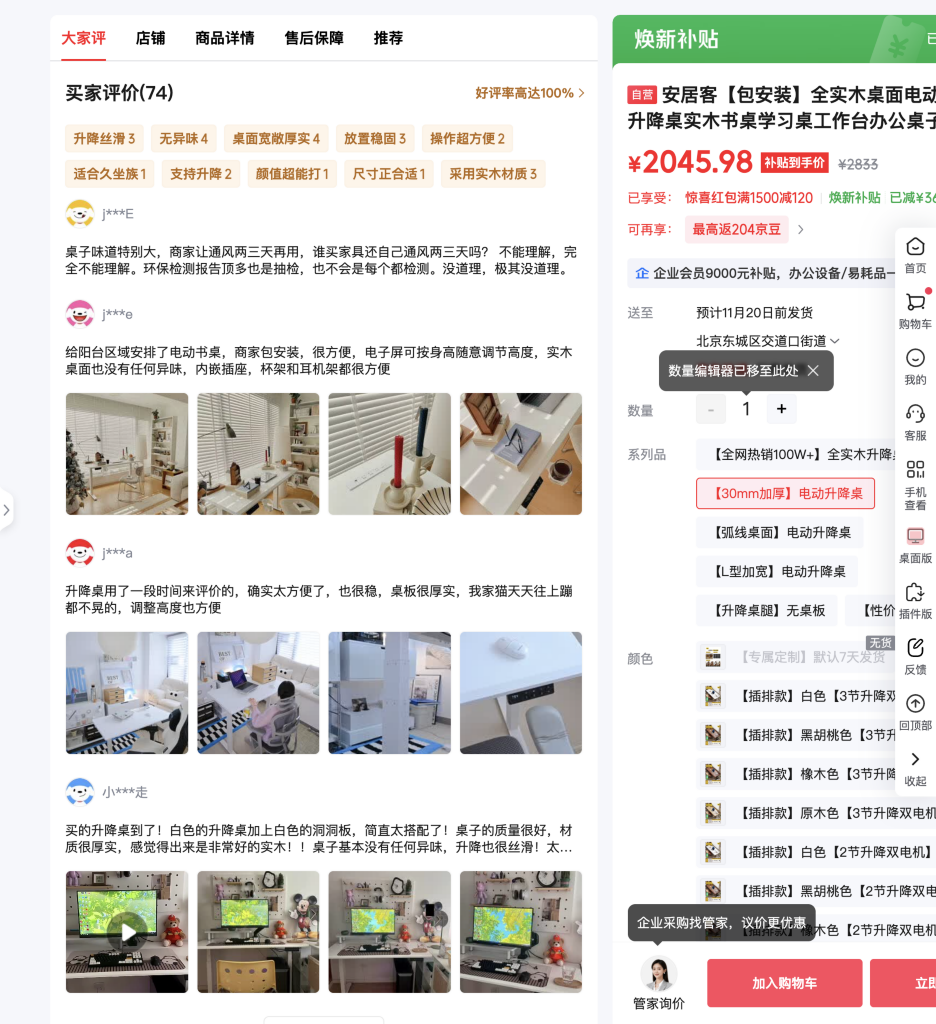 大家评 店铺 商品详情 售后保障 推荐
买家评价(74) 好评率高达100%
升降丝滑 3 无异味 4 桌面宽敞厚实 4 放置稳固 3 操作超方便 2
适合久坐族 1 支持升降 2 颜值超能打 1 尺寸正合适 1 采用实木材质 3
j***E
桌子味道特别大，商家让通风两三天再用，谁买家具还自己通风两三天吗？ 不能理解，完
全不能理解。环保检测报告顶多也是抽检，也不会是每个都检测。没道理，极其没道理。
j***e
给阳台区域安排了电动书桌，商家包安装，很方便，电子屏可按身高随意调节高度，实木
桌面也没有任何异味，内嵌插座，杯架和耳机架都很方便
j***a
升降桌用了一段时间来评价的，确实太方便了，也很稳，桌板很厚实，我家猫天天往上蹦
都不晃的，调整高度也方便
小***走
买的升降桌到了！白色的升降桌加上白色的洞洞板，简直太搭配了！桌子的质量很好，材
质很厚实，感觉得出来是非常好的实木！！桌子基本没有任何异味，升降也很丝滑！太...
焕新补贴
自营 安居客【包安装】全实木桌面电动
升降桌实木书桌学习桌工作台办公桌子
¥2045.98 补贴到手价 ¥2833
已享受： 惊喜红包满1500减120 焕新补贴 已减¥36
可再享： 最高返204京豆
企 企业会员9000元补贴，办公设备/易耗品一
送至 预计11月20日前发货
北京东城区交道口街道
数量编辑器已移至此处
数量 - 1 +
系列品 【全网热销100W+】全实木升降
【30mm加厚】电动升降桌
【弧线桌面】电动升降桌
【L型加宽】电动升降桌
【升降桌腿】无桌板 【性价
无货
颜色 【专属定制】默认7天发货
【插排款】白色【3节升降双
【插排款】黑胡桃色【3节升
【插排款】橡木色【3节升降
【插排款】原木色【3节升降双电机
【插排款】白色【2节升降双电机】
【插排款】黑胡桃色【2节升降双电
【插排款】橡木色【2节升降双电机
企业采购找管家，议价更优惠
管家询价
加入购物车
立即
首页
购物车
我的
客服
手机
查看
桌面版
插件版
反馈
回顶部
收起